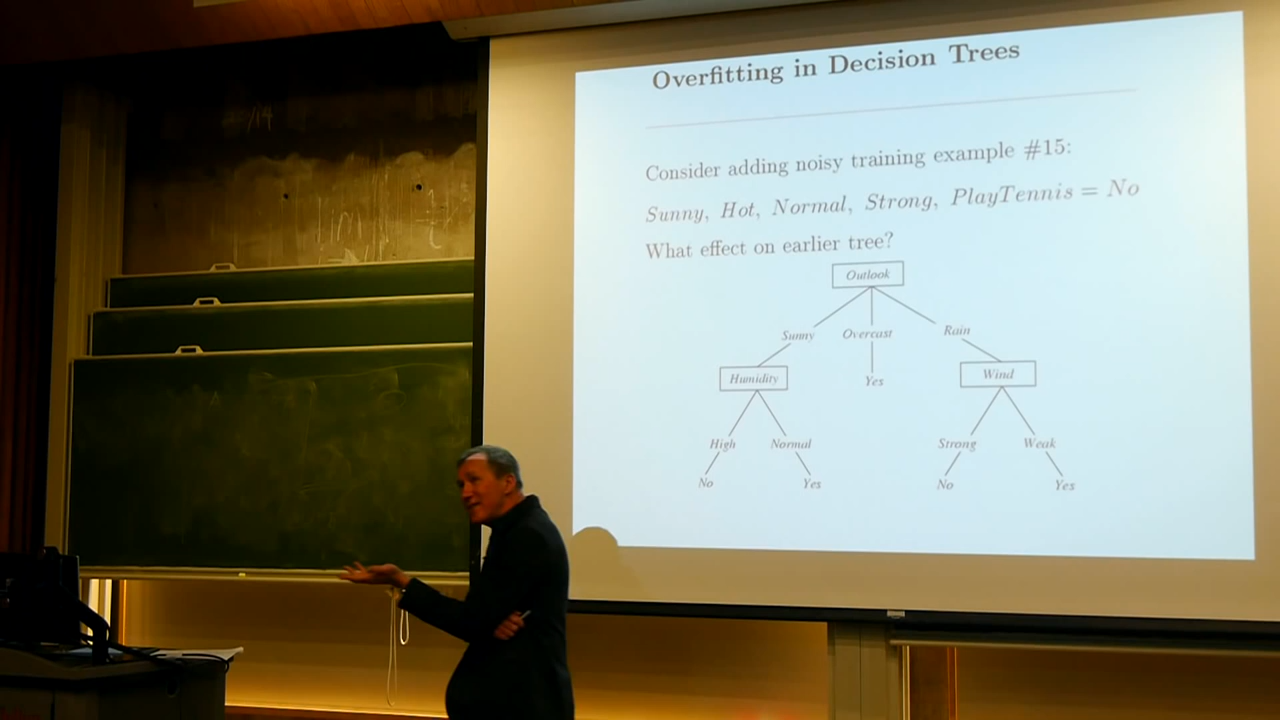 Overfitting in Decision Trees
Consider adding noisy training example #15:
Sunny, Hot, Normal, Strong, PlayTennis = No
What effect on earlier tree?
Outlook
Sunny Overcast Rain
Humidity Yes Wind
High Normal Strong Weak
No Yes No Yes